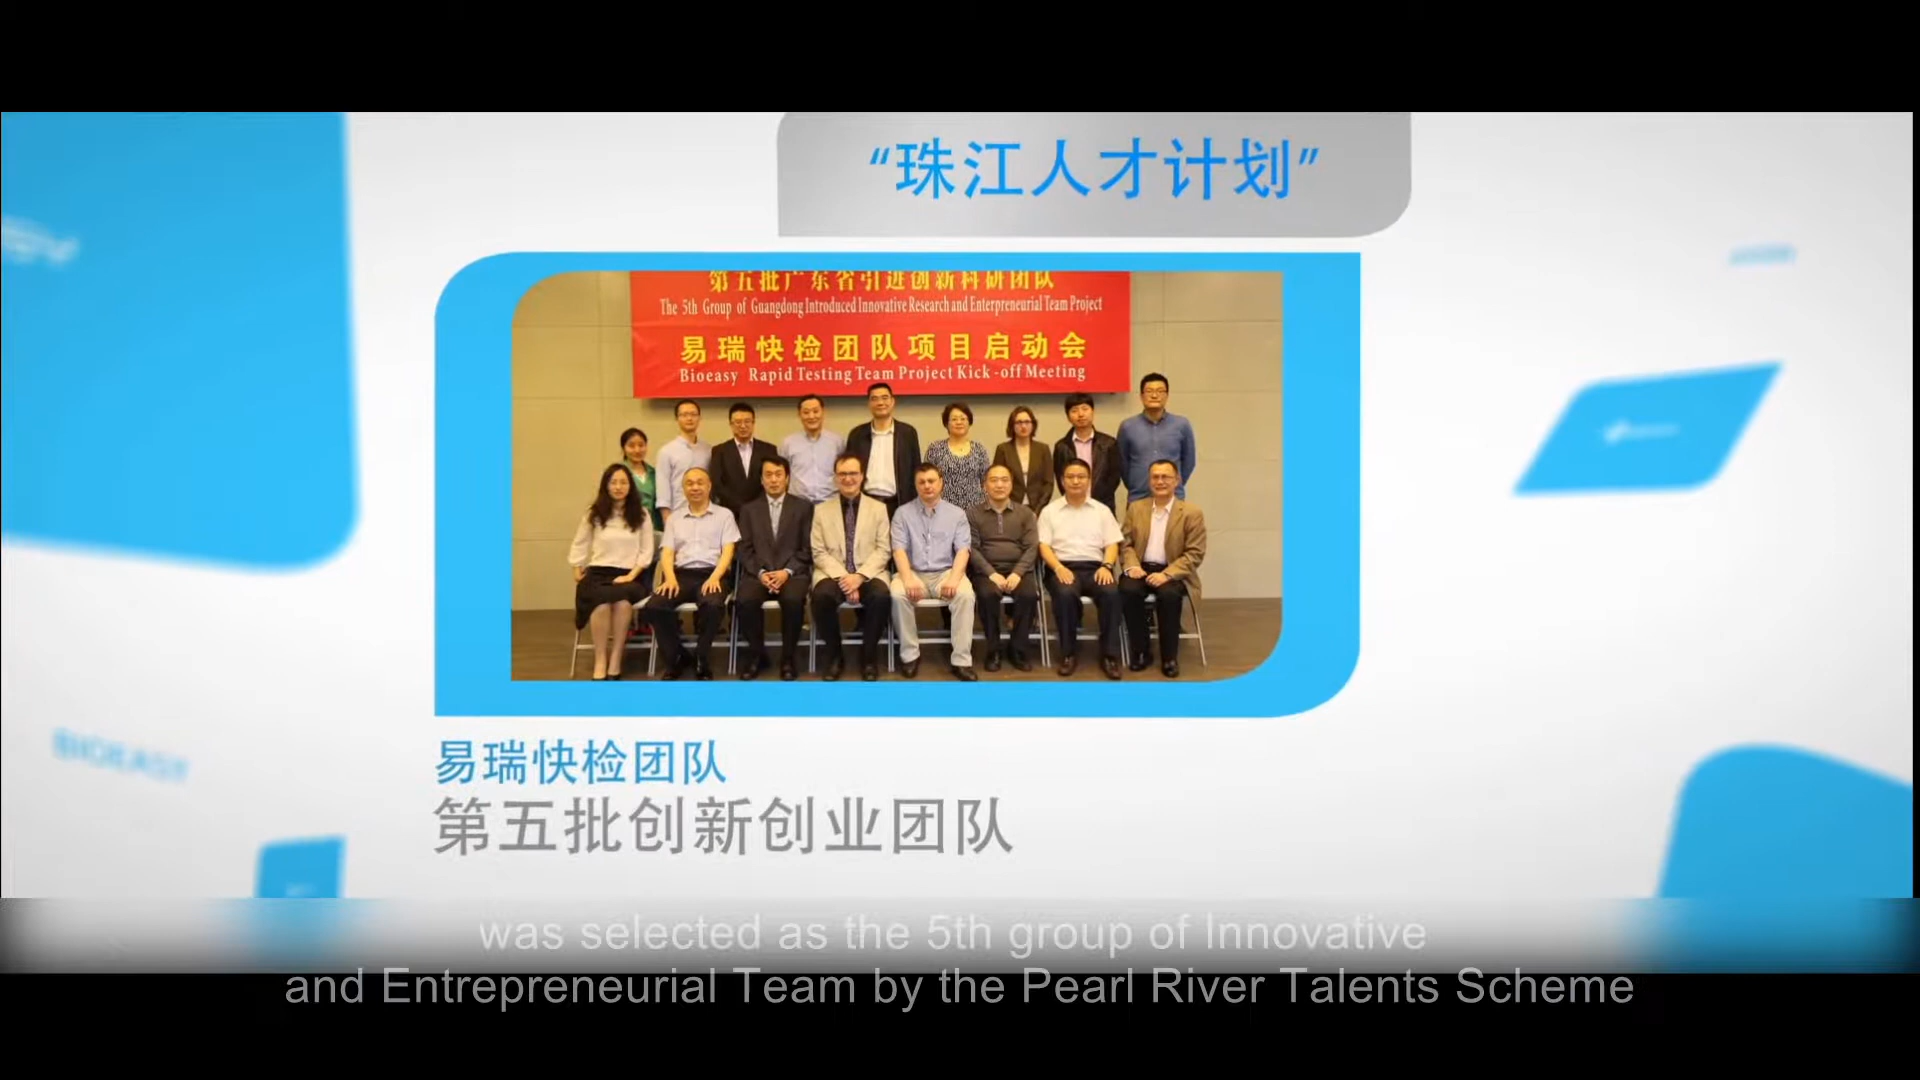 “珠江人才计划”
第五批广东省引进创新科研团队
The 5th Group of Guangdong Introduced Innovative Research and Enterpreneurial Team Project
易瑞快检团队项目启动会
Bioeasy Rapid Testing Team Project Kick-off Meeting
易瑞快检团队
第五批创新创业团队
BIOEASY
was selected as the 5th group of Innovative
and Entrepreneurial Team by the Pearl River Talents Scheme